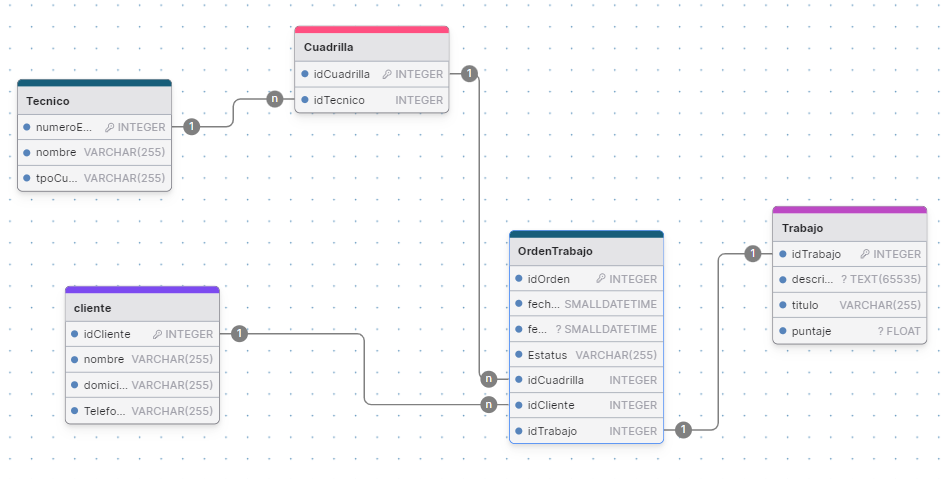 Cuadrilla
idCuadrilla INTEGER
idTecnico INTEGER
1
n
Tecnico
numeroE... INTEGER
nombre VARCHAR(255)
tpoCu... VARCHAR(255)
1
Trabajo
idTrabajo INTEGER
descri... ? TEXT(65535)
titulo VARCHAR(255)
puntaje ? FLOAT
1
OrdenTrabajo
idOrden INTEGER
fech... SMALLDATETIME
fe... ? SMALLDATETIME
Estatus VARCHAR(255)
idCuadrilla INTEGER
idCliente INTEGER
idTrabajo INTEGER
n
n
1
cliente
idCliente INTEGER
nombre VARCHAR(255)
domici... VARCHAR(255)
Telefo... VARCHAR(255)
1